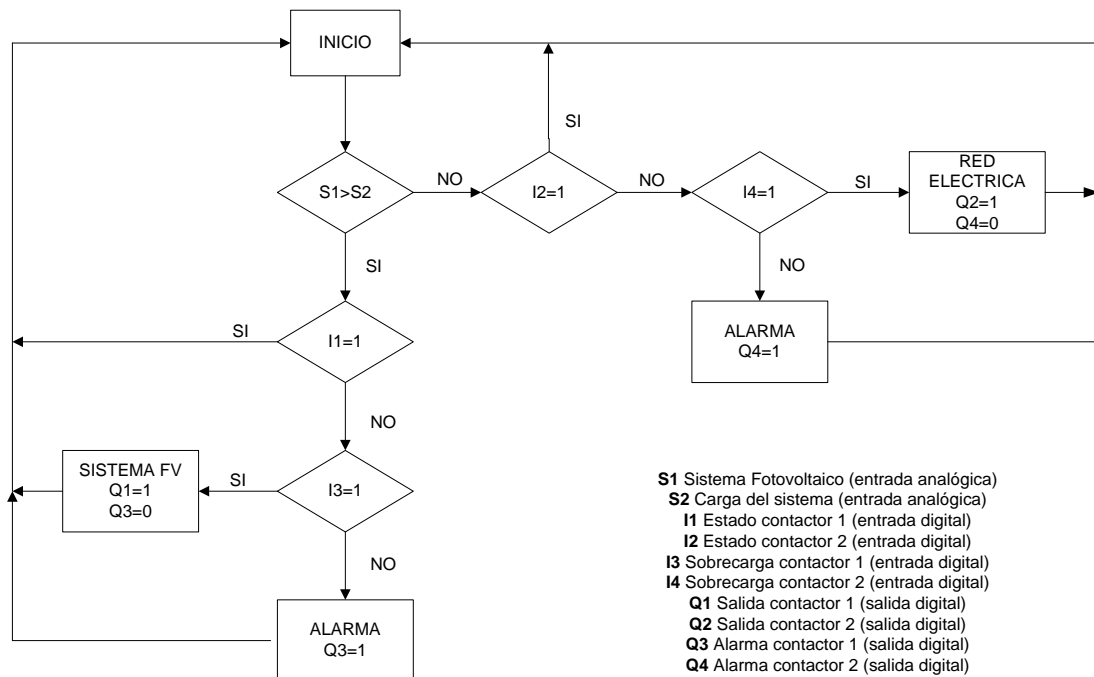 INICIO
SI
S1>S2
NO
I2=1
NO
I4=1
SI
RED
ELECTRICA
Q2=1
Q4=0
SI
NO
SI
I1=1
ALARMA
Q4=1
NO
SISTEMA FV
Q1=1
Q3=0
SI
I3=1
NO
ALARMA
Q3=1
S1 Sistema Fotovoltaico (entrada analógica)
S2 Carga del sistema (entrada analógica)
I1 Estado contactor 1 (entrada digital)
I2 Estado contactor 2 (entrada digital)
I3 Sobrecarga contactor 1 (entrada digital)
I4 Sobrecarga contactor 2 (entrada digital)
Q1 Salida contactor 1 (salida digital)
Q2 Salida contactor 2 (salida digital)
Q3 Alarma contactor 1 (salida digital)
Q4 Alarma contactor 2 (salida digital)